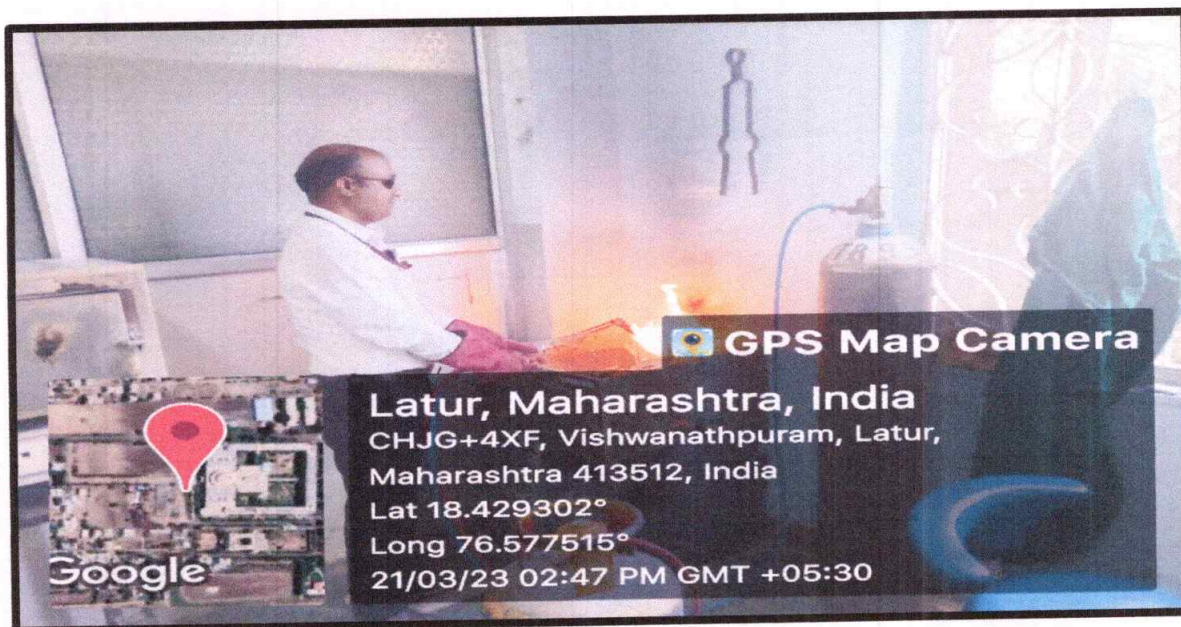 GPS Map Camera
Latur, Maharashtra, India
CHJG+4XF, Vishwanathpuram, Latur,
Maharashtra 413512, India
Lat 18.429302°
Long 76.577515°
21/03/23 02:47 PM GMT +05:30
Google